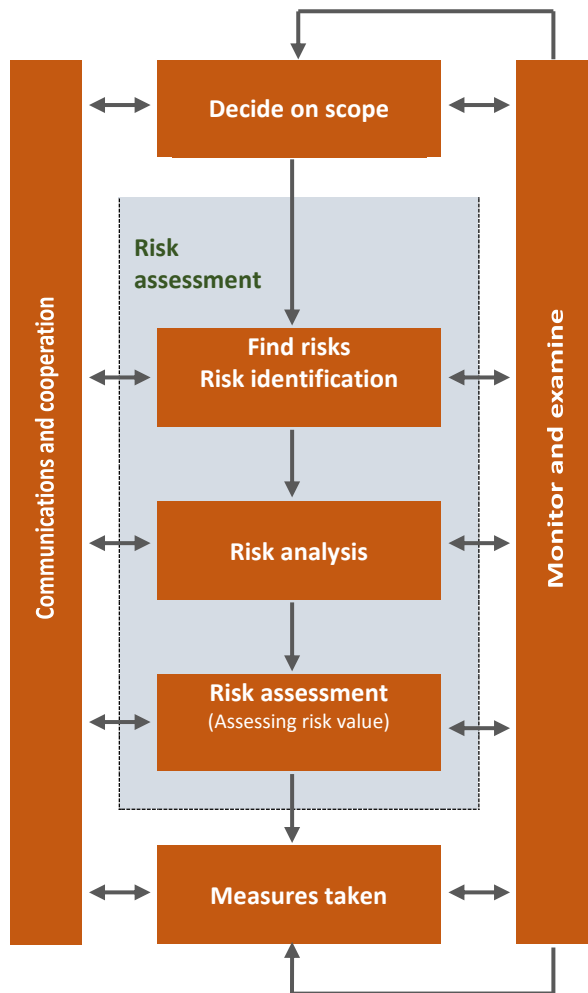 Decide on scope
Risk
assessment
Find risks
Risk identification
Risk analysis
Risk assessment
(Assessing risk value)
Measures taken
Communications and cooperation
Monitor and examine